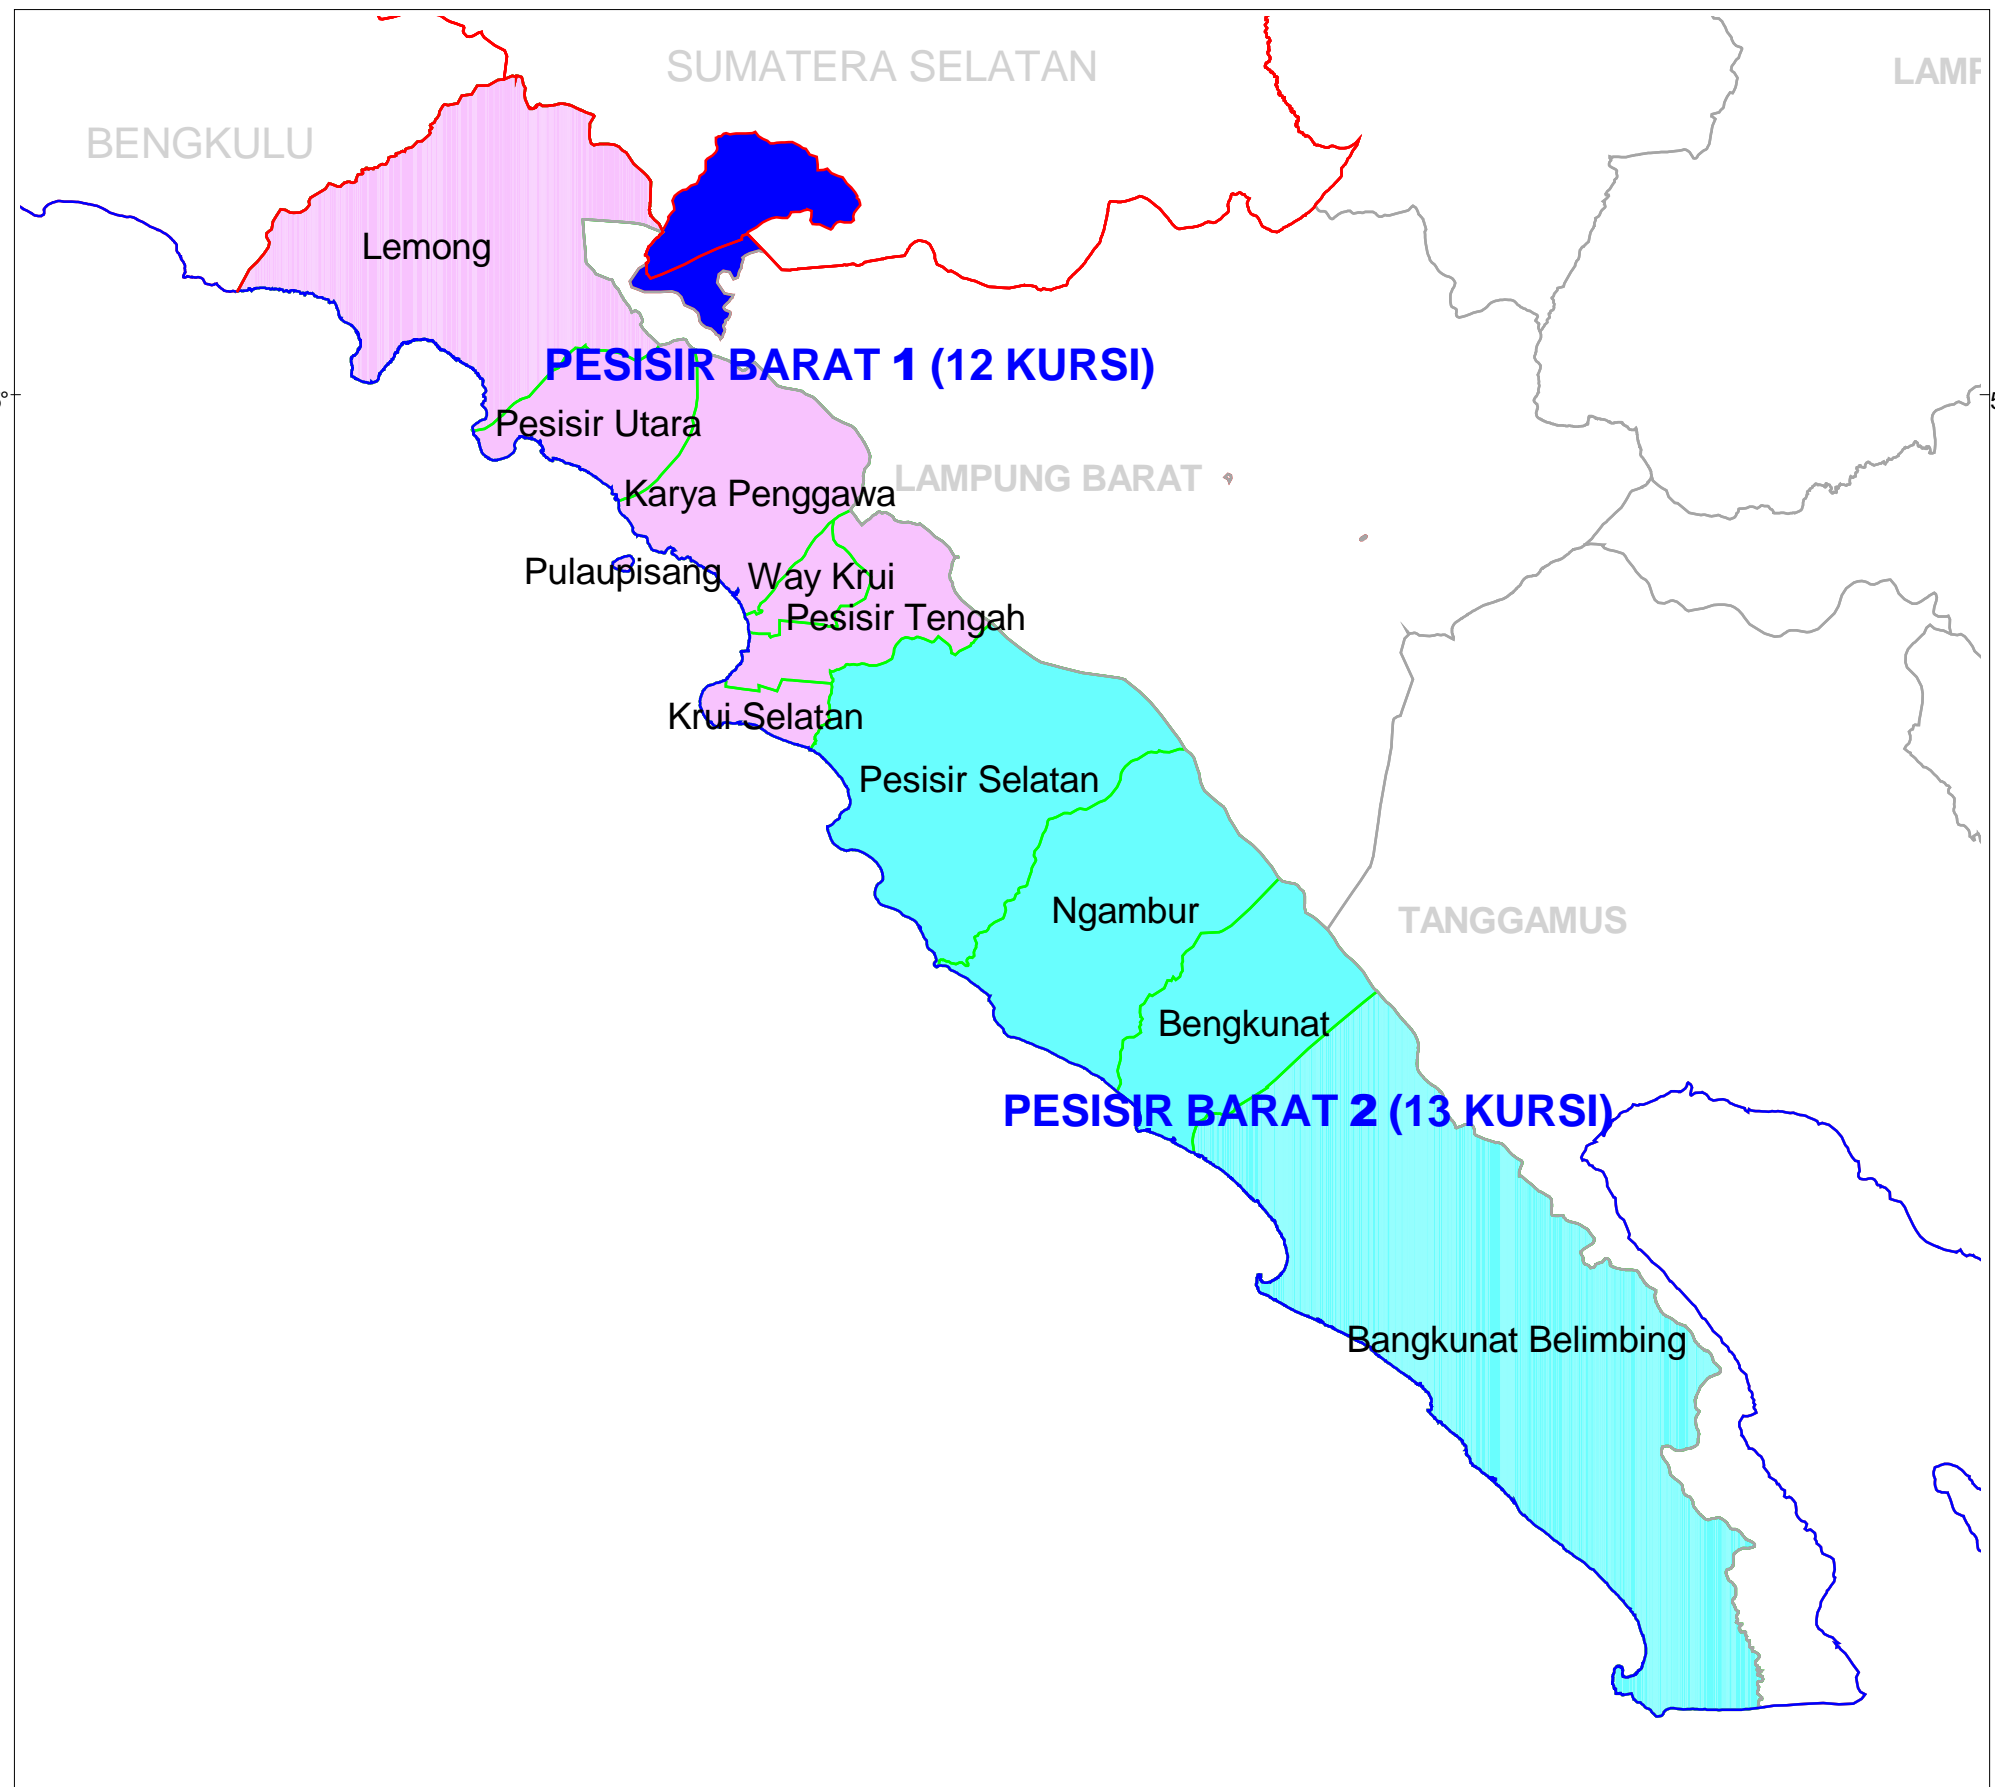 SUMATERA SELATAN
LAMP
BENGKULU
Lemong
PESISIR BARAT 1 (12 KURSI)
Pesisir Utara
LAMPUNG BARAT
Karya Penggawa
Pulaupisang
Way Krui
Pesisir Tengah
Krui Selatan
Pesisir Selatan
Ngambur
TANGGAMUS
Bengkunat
PESISIR BARAT 2 (13 KURSI)
Bangkunat Belimbing